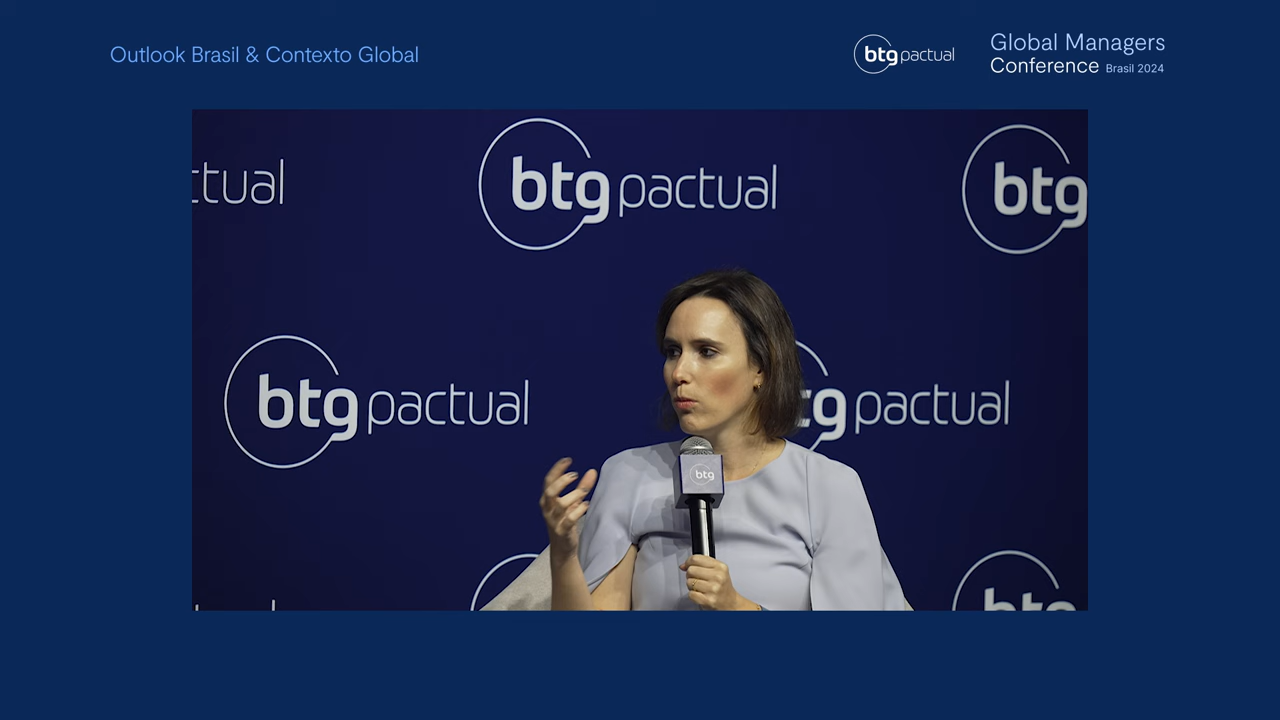 Outlook Brasil & Contexto Global
btg pactual
Global Managers
Conference Brasil 2024
ctual
btg pactual
btg
btg pactual
tg pactual
btg
btg